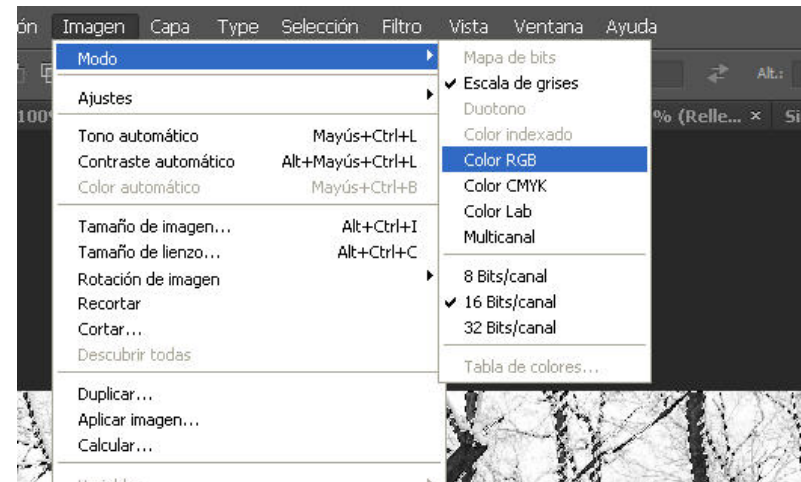 ón Imagen Capa Type Selección Filtro Vista Ventana Ayuda
Modo
Ajustes
Tono automático Mayús+Ctrl+L
Contraste automático Alt+Mayús+Ctrl+L
Color automático Mayús+Ctrl+B
Tamaño de imagen... Alt+Ctrl+I
Tamaño de lienzo... Alt+Ctrl+C
Rotación de imagen
Recortar
Cortar...
Descubrir todas
Duplicar...
Aplicar imagen...
Calcular...
Mapa de bits
Escala de grises
Duotono
Color indexado
Color RGB
Color CMYK
Color Lab
Multicanal
8 Bits/canal
16 Bits/canal
32 Bits/canal
Tabla de colores...
Alt.:
100%
% (Relle... × Si